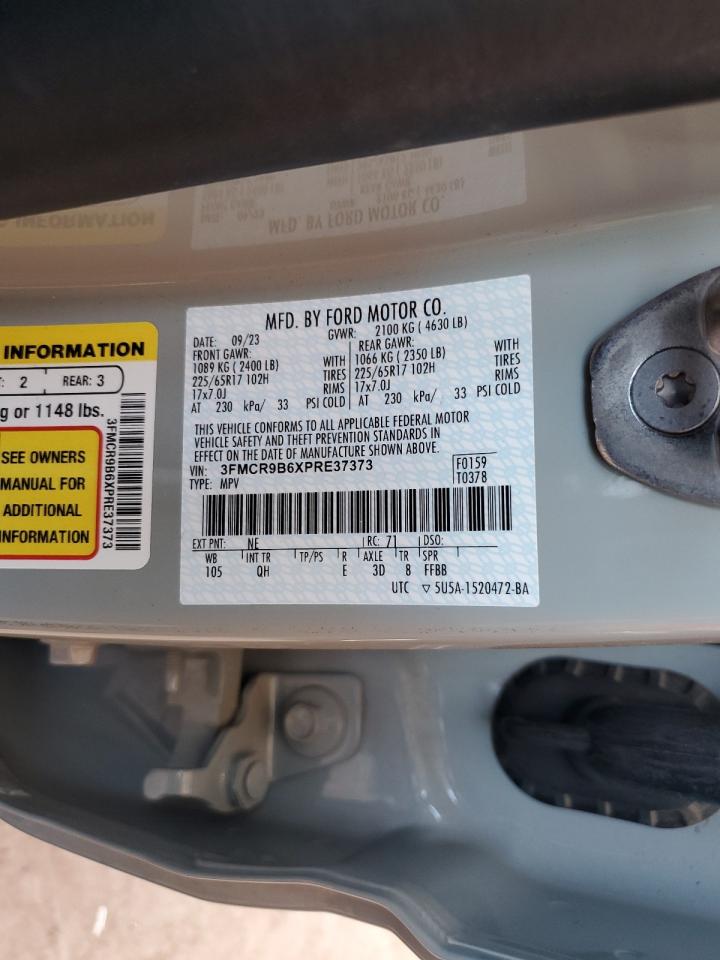 MFD. BY FORD MOTOR CO.
DATE: 09/23 GVWR: 2100 KG ( 4630 LB)
FRONT GAWR: WITH REAR GAWR: WITH
1089 KG ( 2400 LB) TIRES 1066 KG ( 2350 LB) TIRES
225/65R17 102H RIMS 225/65R17 102H RIMS
17x7.0J 17x7.0J
AT 230 kPa/ 33 PSI COLD AT 230 kPa/ 33 PSI COLD
THIS VEHICLE CONFORMS TO ALL APPLICABLE FEDERAL MOTOR
VEHICLE SAFETY AND THEFT PREVENTION STANDARDS IN
EFFECT ON THE DATE OF MANUFACTURE SHOWN ABOVE.
VIN: 3FMCR9B6XPRE37373 F0159
TYPE: MPV T0378
EXT PNT: NE RC: 71 DSO:
WB INT TR TP/PS R AXLE TR SPR
105 QH E 3D 8 FFBB
UTC ▽ 5U5A-1520472-BA
INFORMATION
: 2 REAR: 3
g or 1148 lbs.
SEE OWNERS
MANUAL FOR
ADDITIONAL
INFORMATION
3FMCR9B6XPRE37373